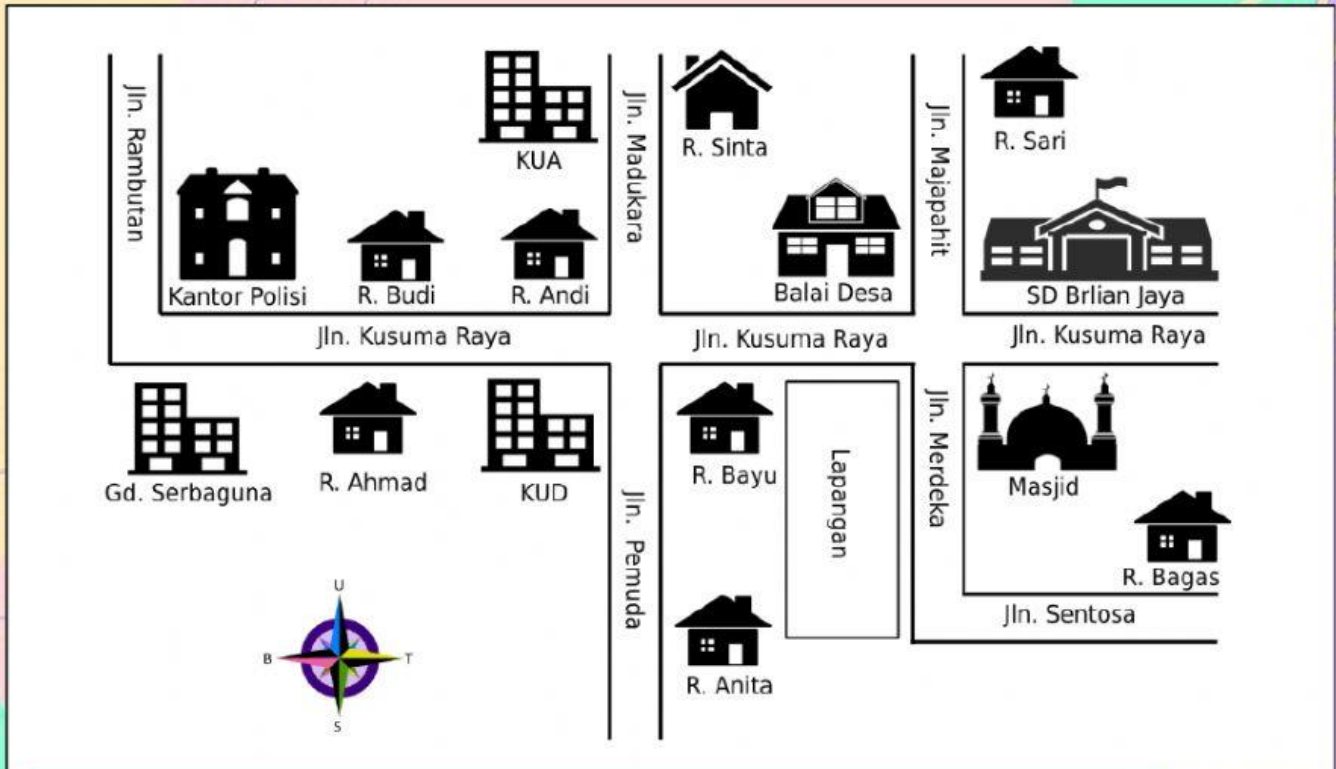 Jln. Rambutan
KUA
Jln. Madukara
R. Sinta
Jln. Majapahit
R. Sari
Kantor Polisi
R. Budi
R. Andi
Balai Desa
SD Brlian Jaya
Jln. Kusuma Raya
Jln. Kusuma Raya
Jln. Kusuma Raya
Gd. Serbaguna
R. Ahmad
KUD
Jln. Pemuda
R. Bayu
Lapangan
Jln. Merdeka
Masjid
R. Bagas
Jln. Sentosa
R. Anita
U
B
T
S